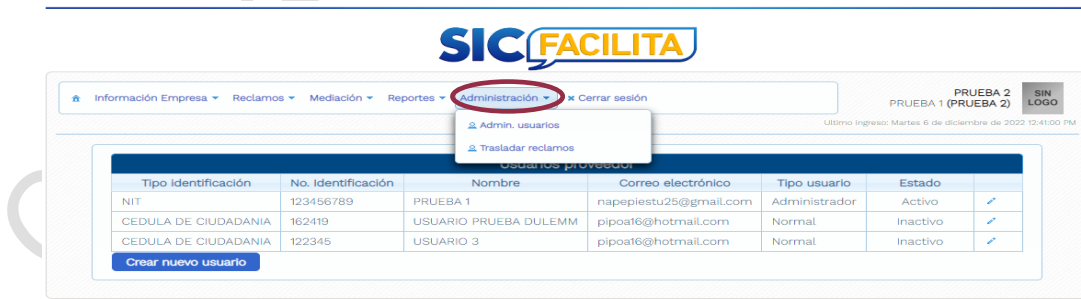 SIC FACILITA
Información Empresa Reclamos Mediación Reportes Administración × Cerrar sesión
PRUEBA 2
PRUEBA 1 (PRUEBA 2)
SIN
LOGO
Ultimo ingreso: Martes 6 de diciembre de 2022 12:41:00 PM
Admin. usuarios
Trasladar reclamos
Usuarios proveedor
Tipo identificación No. Identificación Nombre Correo electrónico Tipo usuario Estado
NIT 123456789 PRUEBA 1 napepiestu25@gmail.com Administrador Activo
CEDULA DE CIUDADANIA 162419 USUARIO PRUEBA DULEMM pipoa16@hotmail.com Normal Inactivo
CEDULA DE CIUDADANIA 122345 USUARIO 3 pipoa16@hotmail.com Normal Inactivo
Crear nuevo usuario